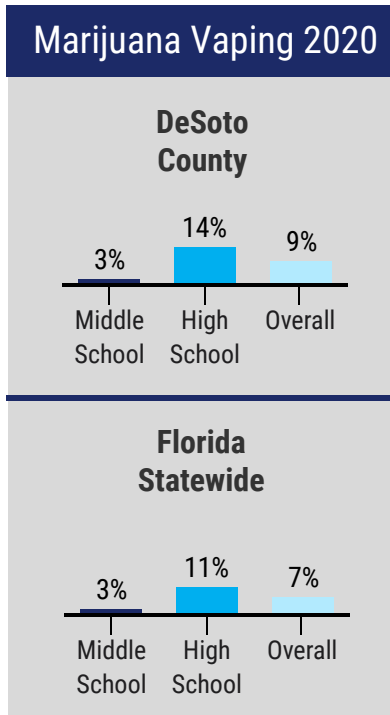 Marijuana Vaping 2020
DeSoto
County
3%
14%
9%
Middle
School
High
School
Overall
Florida
Statewide
3%
11%
7%
Middle
School
High
School
Overall